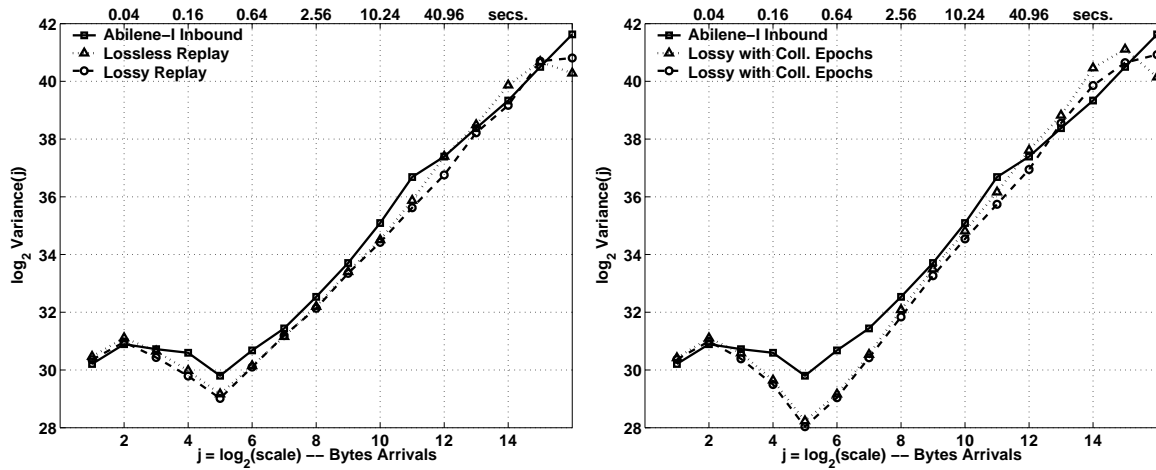 0.04 0.16 0.64 2.56 10.24 40.96 secs.
42
Abilene−I Inbound
Lossless Replay
Lossy Replay
40
38
36
34
32
30
28
log2 Variance(j)
2 4 6 8 10 12 14
j = log2(scale) −− Bytes Arrivals
0.04 0.16 0.64 2.56 10.24 40.96 secs.
42
Abilene−I Inbound
Lossy with Coll. Epochs
Lossy with Coll. Epochs
40
38
36
34
32
30
28
log2 Variance(j)
2 4 6 8 10 12 14
j = log2(scale) −− Bytes Arrivals